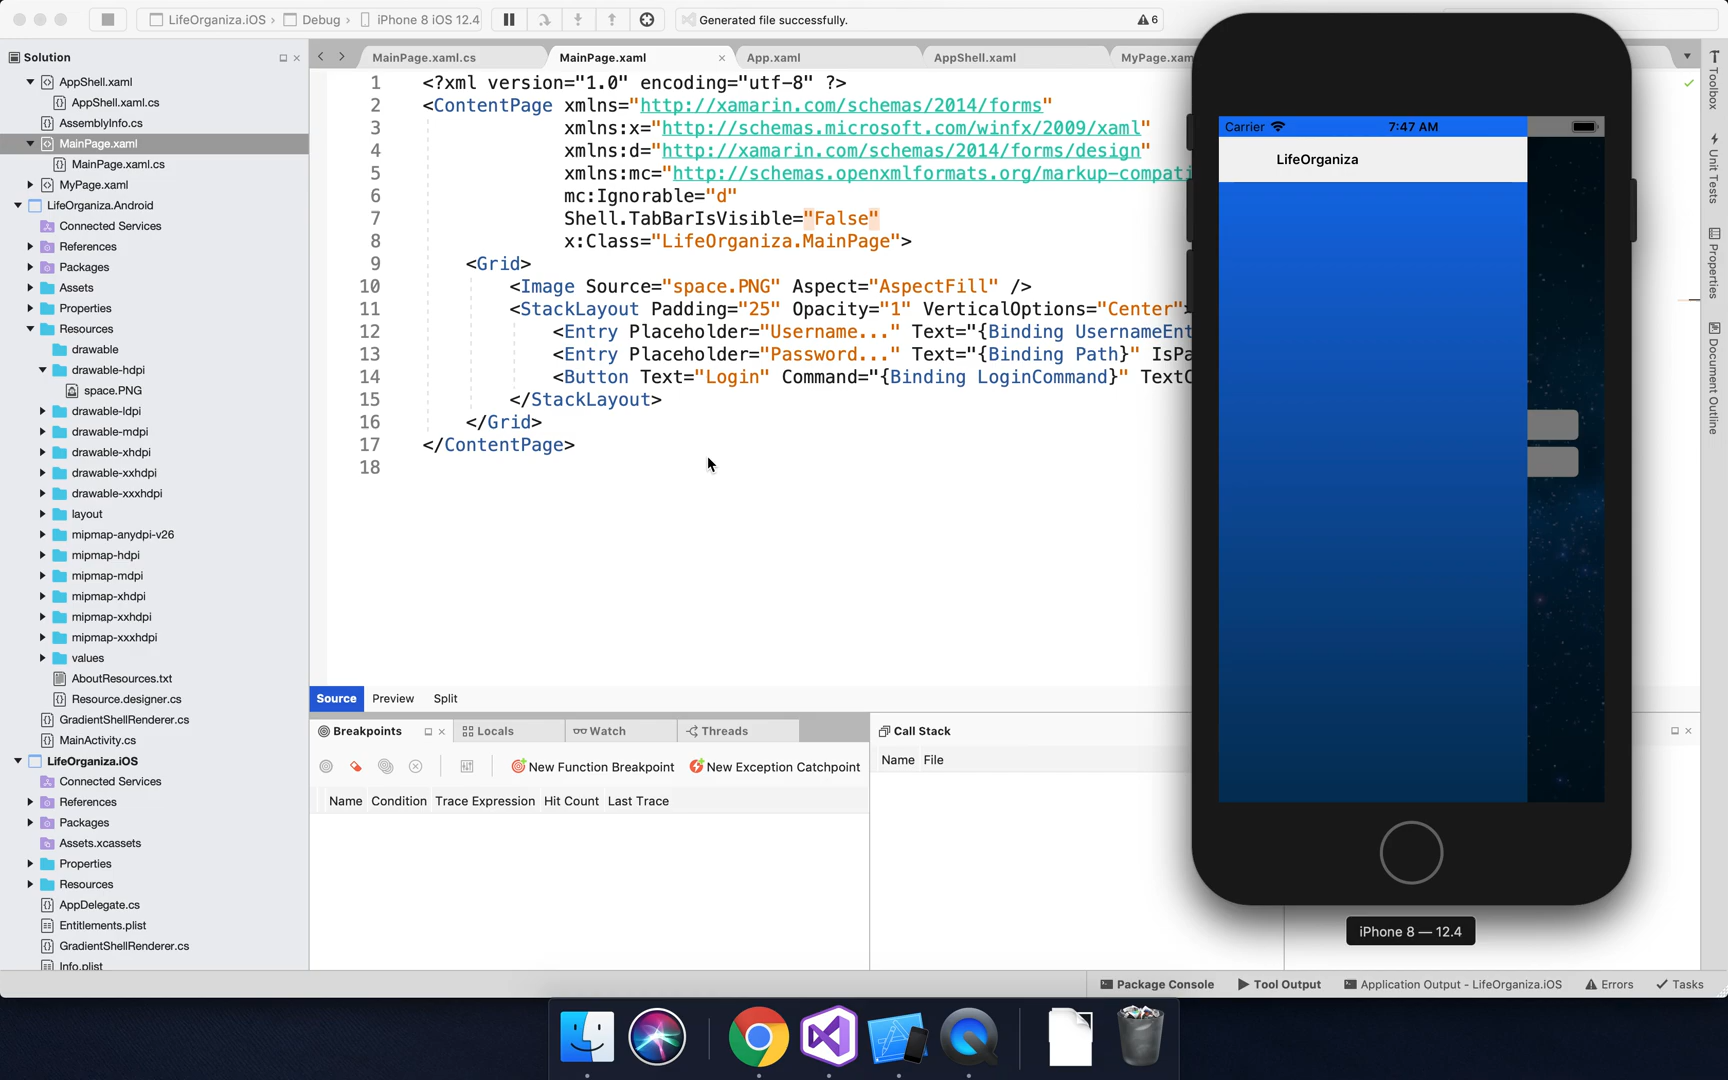 LifeOrganiza.iOS › Debug › iPhone 8 iOS 12.4
Generated file successfully.
6
Solution
AppShell.xaml
AppShell.xaml.cs
AssemblyInfo.cs
MainPage.xaml
MainPage.xaml.cs
MyPage.xaml
LifeOrganiza.Android
Connected Services
References
Packages
Assets
Properties
Resources
drawable
drawable-hdpi
space.PNG
drawable-ldpi
drawable-mdpi
drawable-xhdpi
drawable-xxhdpi
drawable-xxxhdpi
layout
mipmap-anydpi-v26
mipmap-hdpi
mipmap-mdpi
mipmap-xhdpi
mipmap-xxhdpi
mipmap-xxxhdpi
values
AboutResources.txt
Resource.designer.cs
GradientShellRenderer.cs
MainActivity.cs
LifeOrganiza.iOS
Connected Services
References
Packages
Assets.xcassets
Properties
Resources
AppDelegate.cs
Entitlements.plist
GradientShellRenderer.cs
Info.plist
MainPage.xaml.cs MainPage.xaml App.xaml AppShell.xaml MyPage.xam
1 <?xml version="1.0" encoding="utf-8" ?>
2 <ContentPage xmlns="http://xamarin.com/schemas/2014/forms"
3 xmlns:x="http://schemas.microsoft.com/winfx/2009/xaml"
4 xmlns:d="http://xamarin.com/schemas/2014/forms/design"
5 xmlns:mc="http://schemas.openxmlformats.org/markup-compati
6 mc:Ignorable="d"
7 Shell.TabBarIsVisible="False"
8 x:Class="LifeOrganiza.MainPage">
9 <Grid>
10 <Image Source="space.PNG" Aspect="AspectFill" />
11 <StackLayout Padding="25" Opacity="1" VerticalOptions="Center">
12 <Entry Placeholder="Username..." Text="{Binding UsernameEnt
13 <Entry Placeholder="Password..." Text="{Binding Path}" IsPa
14 <Button Text="Login" Command="{Binding LoginCommand}" TextC
15 </StackLayout>
16 </Grid>
17 </ContentPage>
18
Source Preview Split
Breakpoints Locals Watch Threads
New Function Breakpoint New Exception Catchpoint
Name Condition Trace Expression Hit Count Last Trace
Call Stack
Name File
Carrier 7:47 AM
LifeOrganiza
iPhone 8 — 12.4
Toolbox
Unit Tests
Properties
Document Outline
Package Console Tool Output Application Output - LifeOrganiza.iOS Errors Tasks